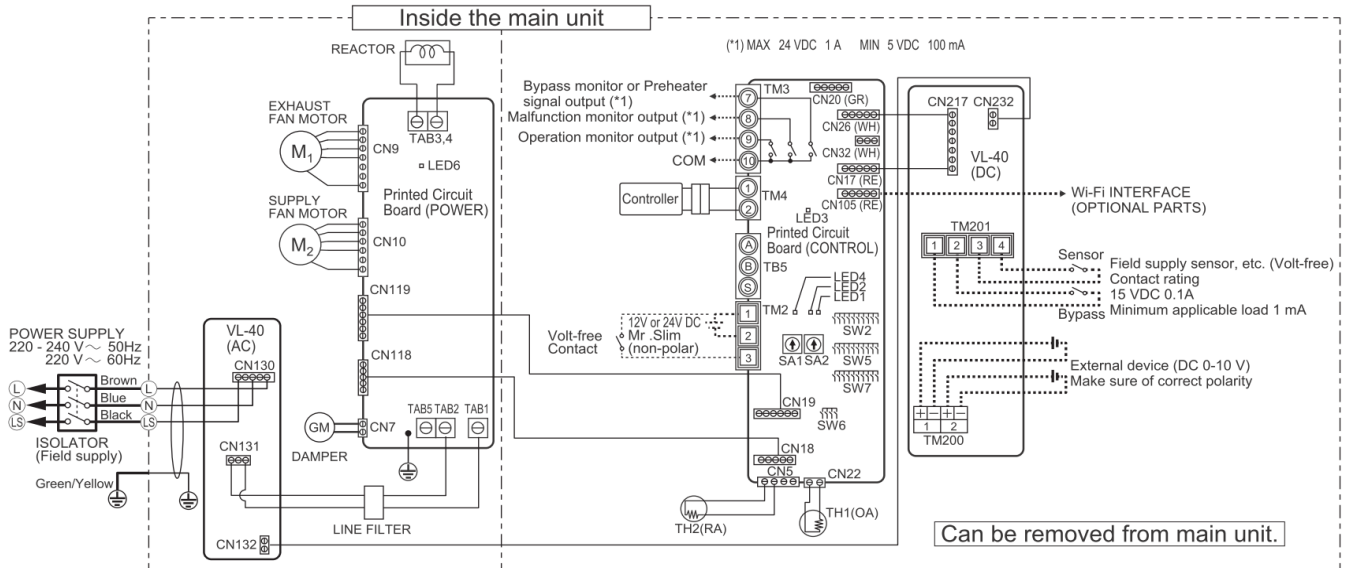 Inside the main unit
(*1) MAX 24 VDC 1 A MIN 5 VDC 100 mA
REACTOR
TAB3,4
EXHAUST
FAN MOTOR
M1
CN9
LED6
Printed Circuit
Board (POWER)
SUPPLY
FAN MOTOR
M2
CN10
CN119
CN118
GM
DAMPER
CN7
TAB5 TAB2 TAB1
LINE FILTER
POWER SUPPLY
220 - 240 V～ 50Hz
220 V～ 60Hz
L Brown L
N Blue N
LS Black LS
ISOLATOR
(Field supply)
Green/Yellow
VL-40
(AC)
CN130
CN131
CN132
Bypass monitor or Preheater
signal output (*1)
Malfunction monitor output (*1)
Operation monitor output (*1)
COM
TM3
7
8
9
10
CN20 (GR)
CN26 (WH)
CN32 (WH)
CN17 (RE)
CN105 (RE)
Controller
1
2
TM4
LED3
Printed Circuit
Board (CONTROL)
A
B
S
TB5
LED4
LED2
LED1
TM2
1
2
3
Volt-free
Contact
12V or 24V DC
Mr .Slim
(non-polar)
SA1 SA2
SW2
SW5
SW7
SW6
CN19
CN18
CN5
CN22
TH2(RA)
TH1(OA)
CN217 CN232
VL-40
(DC)
Wi-Fi INTERFACE
(OPTIONAL PARTS)
TM201
1 2 3 4
Sensor
Field supply sensor, etc. (Volt-free)
Contact rating
15 VDC 0.1A
Bypass Minimum applicable load 1 mA
External device (DC 0-10 V)
Make sure of correct polarity
+ − + −
1 2
TM200
Can be removed from main unit.